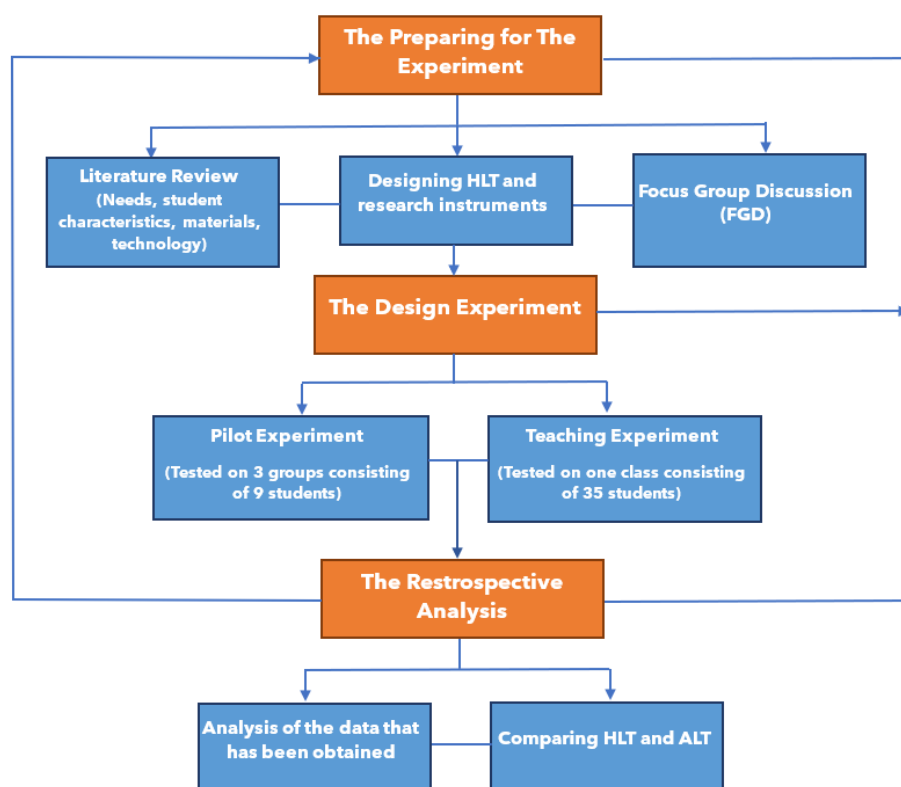 The Preparing for The
Experiment
Literature Review
(Needs, student
characteristics, materials,
technology)
Designing HLT and
research instruments
Focus Group Discussion
(FGD)
The Design Experiment
Pilot Experiment
(Tested on 3 groups consisting
of 9 students)
Teaching Experiment
(Tested on one class consisting
of 35 students)
The Restrospective
Analysis
Analysis of the data that
has been obtained
Comparing HLT and ALT